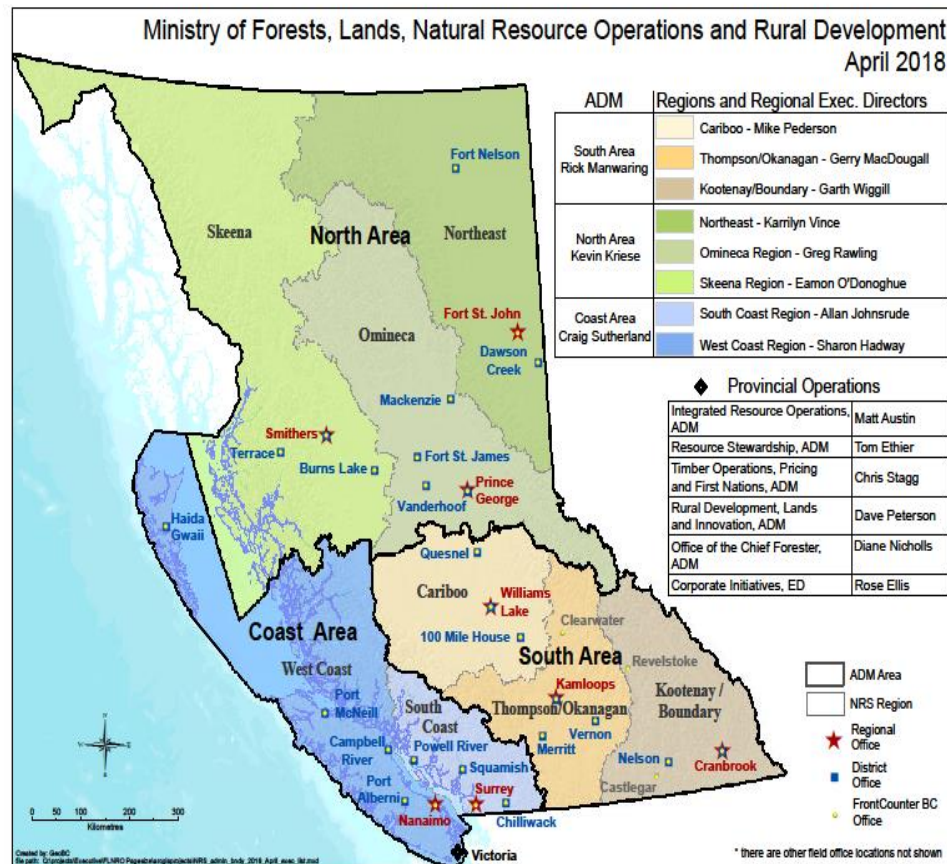 Ministry of Forests, Lands, Natural Resource Operations and Rural Development
April 2018
ADM
Regions and Regional Exec. Directors
South Area
Rick Manwaring
Cariboo - Mike Pederson
Thompson/Okanagan - Gerry MacDougall
Kootenay/Boundary - Garth Wiggill
North Area
Kevin Kriese
Northeast - Karrilyn Vince
Omineca Region - Greg Rawling
Skeena Region - Eamon O'Donoghue
Coast Area
Craig Sutherland
South Coast Region - Allan Johnsrude
West Coast Region - Sharon Hadway
Provincial Operations
Integrated Resource Operations, ADM
Matt Austin
Resource Stewardship, ADM
Tom Ethier
Timber Operations, Pricing
and First Nations, ADM
Chris Stagg
Rural Development, Lands
and Innovation, ADM
Dave Peterson
Office of the Chief Forester,
ADM
Diane Nicholls
Corporate Initiatives, ED
Rose Ellis
Fort Nelson
Skeena
North Area
Northeast
Fort St. John
Omineca
Dawson
Creek
Mackenzie
Smithers
Terrace
Burns Lake
Fort St. James
Prince
George
Vanderhoof
Haida
Gwaii
Quesnel
Cariboo
Williams
Lake
Clearwater
100 Mile House
Coast Area
South Area
West Coast
Revelstoke
Kamloops
Kootenay /
Boundary
Port
McNeill
South
Coast
Thompson/Okanagan
Vernon
Merritt
Campbell
River
Powell River
Squamish
Nelson
Cranbrook
Castlegar
Port
Alberni
Surrey
Nanaimo
Chilliwack
Victoria
ADM Area
NRS Region
Regional
Office
District
Office
FrontCounter BC
Office
* there are other field office locations not shown
N
S
W
E
0 50 100 200 300
Kilometres
Created by: GeoBC